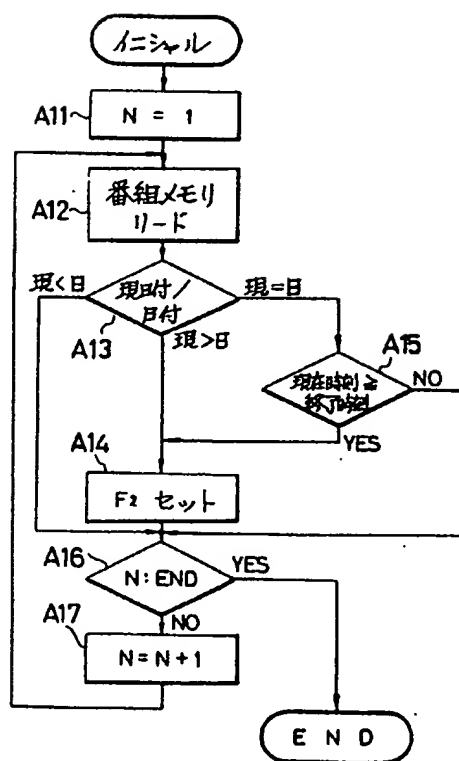 イニシャル
A11
N = 1
A12
番組メモリ
リード
現<日
現日付/
日付
現=日
A13
現>日
A15
現在時刻≥
終了時刻
NO
YES
A14
F2 セット
A16
N:END
YES
A17
NO
N=N+1
E N D